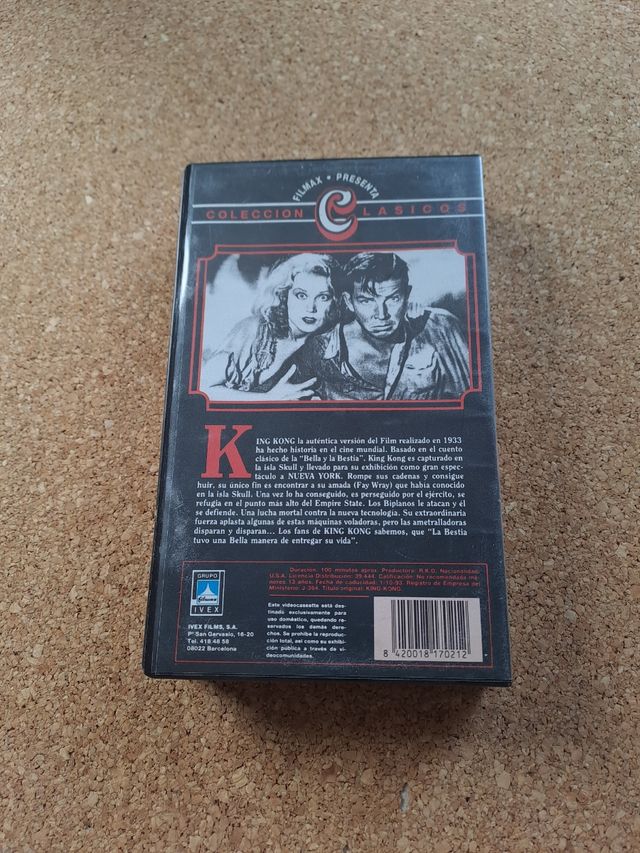 FILMAX • PRESENTA
COLECCION CLASICOS
KING KONG la auténtica versión del Film realizado en 1933
ha hecho historia en el cine mundial. Basado en el cuento
clásico de la “Bella y la Bestia”. King Kong es capturado en
la isla Skull y llevado para su exhibición como gran espec-
táculo a NUEVA YORK. Rompe sus cadenas y consigue
huir, su único fin es encontrar a su amada (Fay Wray) que había conocido
en la isla Skull. Una vez lo ha conseguido, es perseguido por el ejército, se
refugia en el punto más alto del Empire State. Los Biplanos le atacan y él
se defiende. Una lucha mortal contra la nueva tecnología. Su extraordinaria
fuerza aplasta algunas de estas máquinas voladoras, pero las ametralladoras
disparan y disparan... Los fans de KING KONG sabemos, que “La Bestia
tuvo una Bella manera de entregar su vida”.
Duración: 100 minutos aprox. Productora: R.K.O. Nacionalidad:
U.S.A. Licencia Distribución: 39.444. Calificación: No recomendada me-
nores 13 años. Fecha de caducidad: 1-10-93. Registro de Empresa del
Ministerio: J-364. Título original: KING-KONG.
GRUPO
IVEX
IVEX FILMS, S.A.
Pº San Gervasio, 16-20
Tel. 418 48 58
08022 Barcelona
Este videocassette está des-
tinado exclusivamente para
uso doméstico, quedando re-
servados los demás dere-
chos. Se prohíbe la reproduc-
ción total, así como su exhibi-
ción pública a través de vi-
deocomunidades.
8 420018 170212